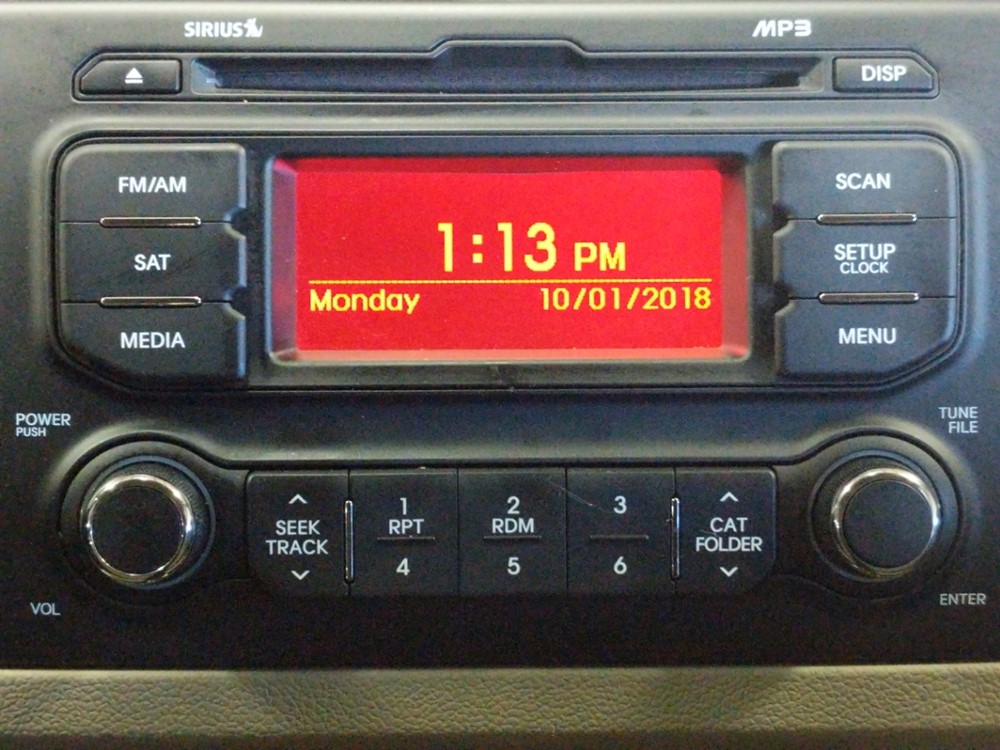 SIRIUS MP3
DISP
FM/AM
SAT
MEDIA
1:13 PM
Monday 10/01/2018
SCAN
SETUP
CLOCK
MENU
POWER
PUSH
VOL
SEEK
TRACK
1
RPT
4
2
RDM
5
3
6
CAT
FOLDER
TUNE
FILE
ENTER